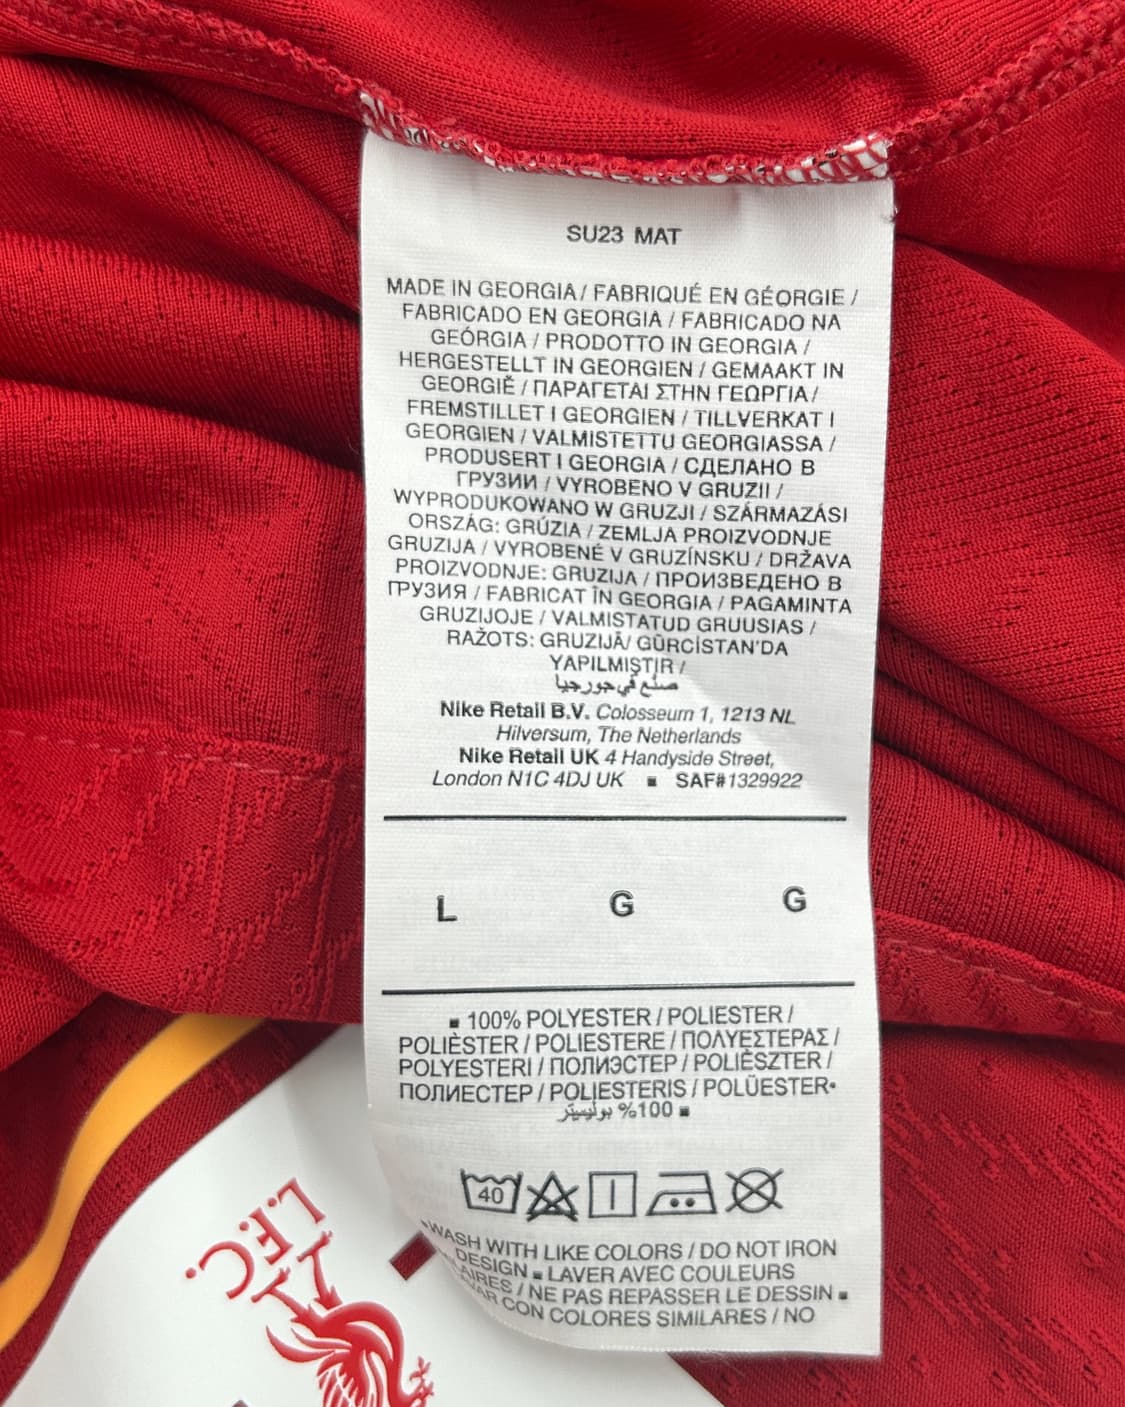 SU23 MAT
MADE IN GEORGIA / FABRIQUÉ EN GÉORGIE /
FABRICADO EN GEORGIA / FABRICADO NA
GEÓRGIA / PRODOTTO IN GEORGIA /
HERGESTELLT IN GEORGIEN / GEMAAKT IN
GEORGIË / ΠΑΡΑΓΕΤΑΙ ΣΤΗΝ ΓΕΩΡΓΙΑ /
FREMSTILLET I GEORGIEN / TILLVERKAT I
GEORGIEN / VALMISTETTU GEORGIASSA /
PRODUSERT I GEORGIA / СДЕЛАНО В
ГРУЗИИ / VYROBENO V GRUZII /
WYPRODUKOWANO W GRUZJI / SZÁRMAZÁSI
ORSZÁG: GRÚZIA / ZEMLJA PROIZVODNJE
GRUZIJA / VYROBENÉ V GRUZÍNSKU / DRŽAVA
PROIZVODNJE: GRUZIJA / ПРОИЗВЕДЕНО В
ГРУЗИЯ / FABRICAT ÎN GEORGIA / PAGAMINTA
GRUZIJOJE / VALMISTATUD GRUUSIAS /
RAŽOTS: GRUZIJĀ/ GÜRCİSTAN'DA
YAPILMIŞTIR /
صنع في جورجيا
Nike Retail B.V. Colosseum 1, 1213 NL
Hilversum, The Netherlands
Nike Retail UK 4 Handyside Street,
London N1C 4DJ UK ▪ SAF#1329922
L G G
▪ 100% POLYESTER / POLIESTER /
POLIÈSTER / POLIESTERE / ΠΟΛΥΕΣΤΕΡΑΣ /
POLYESTERI / ПОЛИЭСТЕР / POLIÉSZTER /
ПОЛИЕСТЕР / POLIESTERIS / POLÜESTER▪
100% بوليستر ▪
40
▪WASH WITH LIKE COLORS / DO NOT IRON
DESIGN ▪ LAVER AVEC COULEURS
/ NE PAS REPASSER LE DESSIN ▪
CON COLORES SIMILARES / NO
L.F.C.